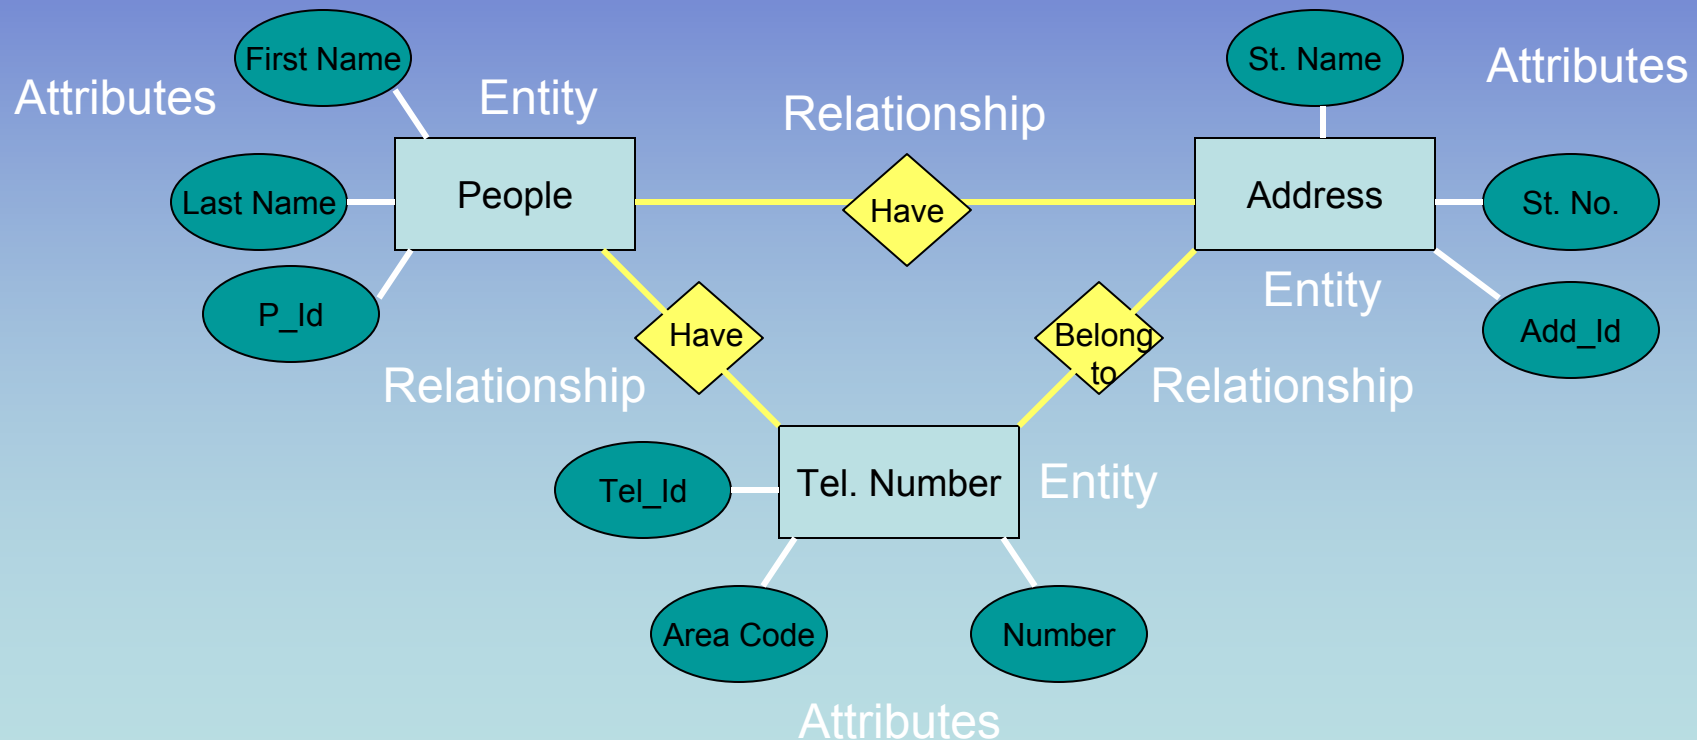 First Name
St. Name
Attributes
Entity
Relationship
Attributes
People
Address
Last Name
Have
St. No.
P_Id
Have
Belong
to
Entity
Add_Id
Relationship
Relationship
Tel_Id
Tel. Number
Entity
Area Code
Number
Attributes